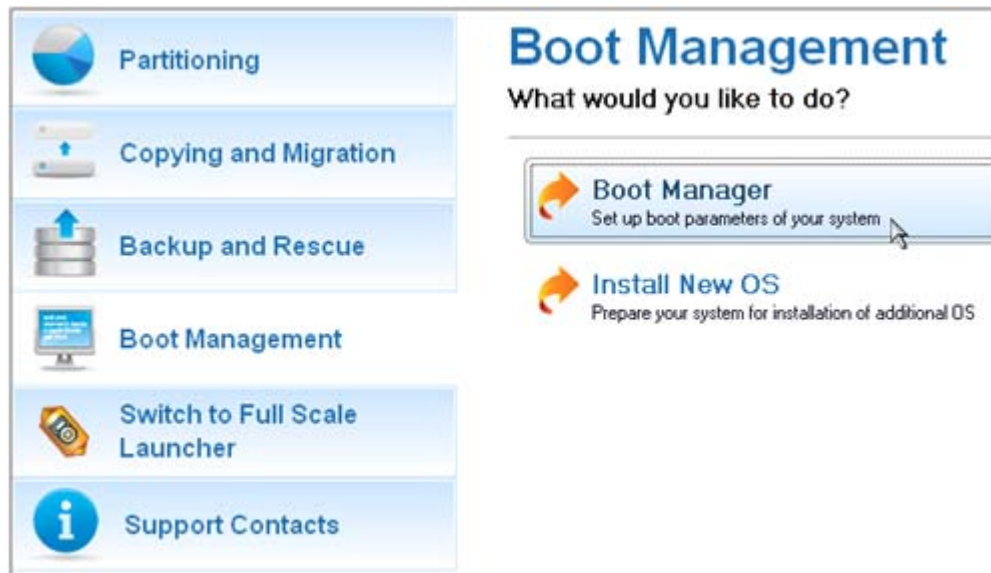 Partitioning
Copying and Migration
Backup and Rescue
Boot Management
Switch to Full Scale
Launcher
Support Contacts
Boot Management
What would you like to do?
Boot Manager
Set up boot parameters of your system
Install New OS
Prepare your system for installation of additional OS